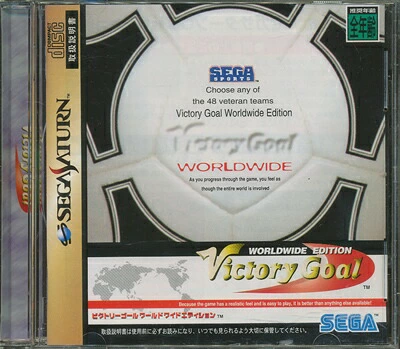 disc
取扱説明書
推奨年齢
全年齢
SEGA
SPORTS
Choose any of
the 48 veteran teams
Victory Goal Worldwide Edition
Victory Goal
WORLDWIDE
As you progress through the game, you feel as
though the entire world is involved
SEGA SATURN
WORLDWIDE EDITION
Victory Goal
TM
Because the game has a realistic feel and is easy to play, it is better than anything else available!!
ビクトリーゴール ワールドワイドエディション TM
SEGA
取扱説明書は使用前に必ずお読みになり、いつでも見られるよう大切に保管してください。